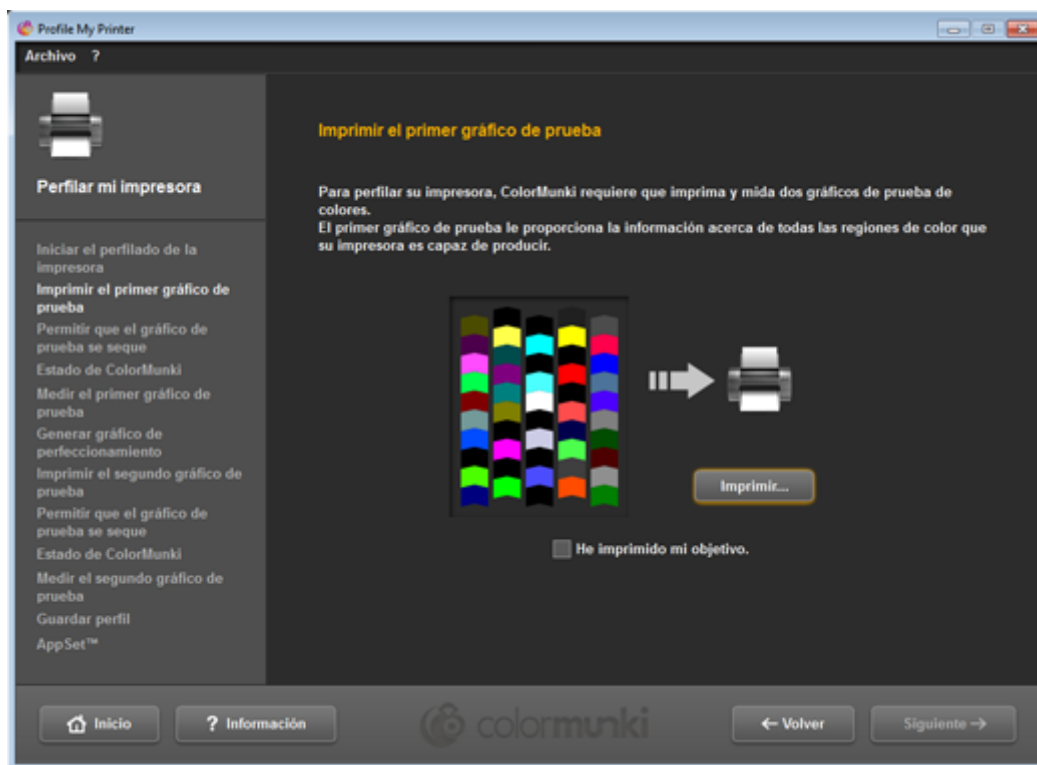 Profile My Printer
Archivo ?
Perfilar mi impresora
Iniciar el perfilado de la
impresora
Imprimir el primer gráfico de
prueba
Permitir que el gráfico de
prueba se seque
Estado de ColorMunki
Medir el primer gráfico de
prueba
Generar gráfico de
perfeccionamiento
Imprimir el segundo gráfico de
prueba
Permitir que el gráfico de
prueba se seque
Estado de ColorMunki
Medir el segundo gráfico de
prueba
Guardar perfil
AppSet™
Imprimir el primer gráfico de prueba
Para perfilar su impresora, ColorMunki requiere que imprima y mida dos gráficos de prueba de
colores.
El primer gráfico de prueba le proporciona la información acerca de todas las regiones de color que
su impresora es capaz de producir.
Imprimir...
He imprimido mi objetivo.
Inicio
? Información
colormunki
← Volver
Siguiente →